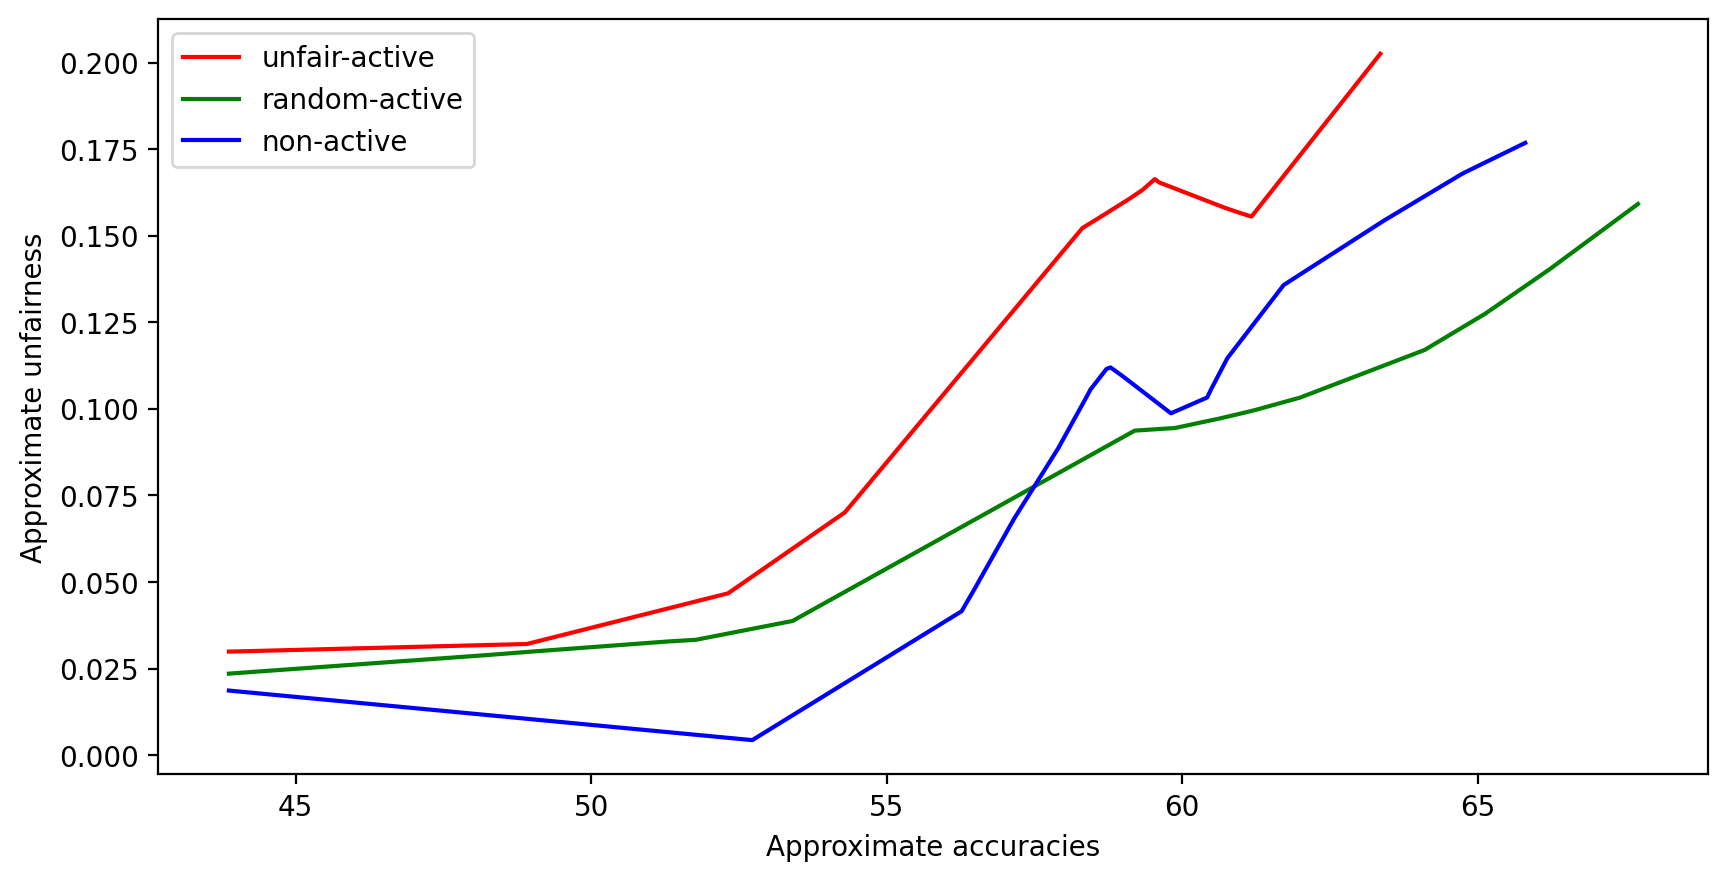 unfair-active
random-active
non-active
0.200
0.175
0.150
0.125
0.100
0.075
0.050
0.025
0.000
Approximate unfairness
45 50 55 60 65
Approximate accuracies